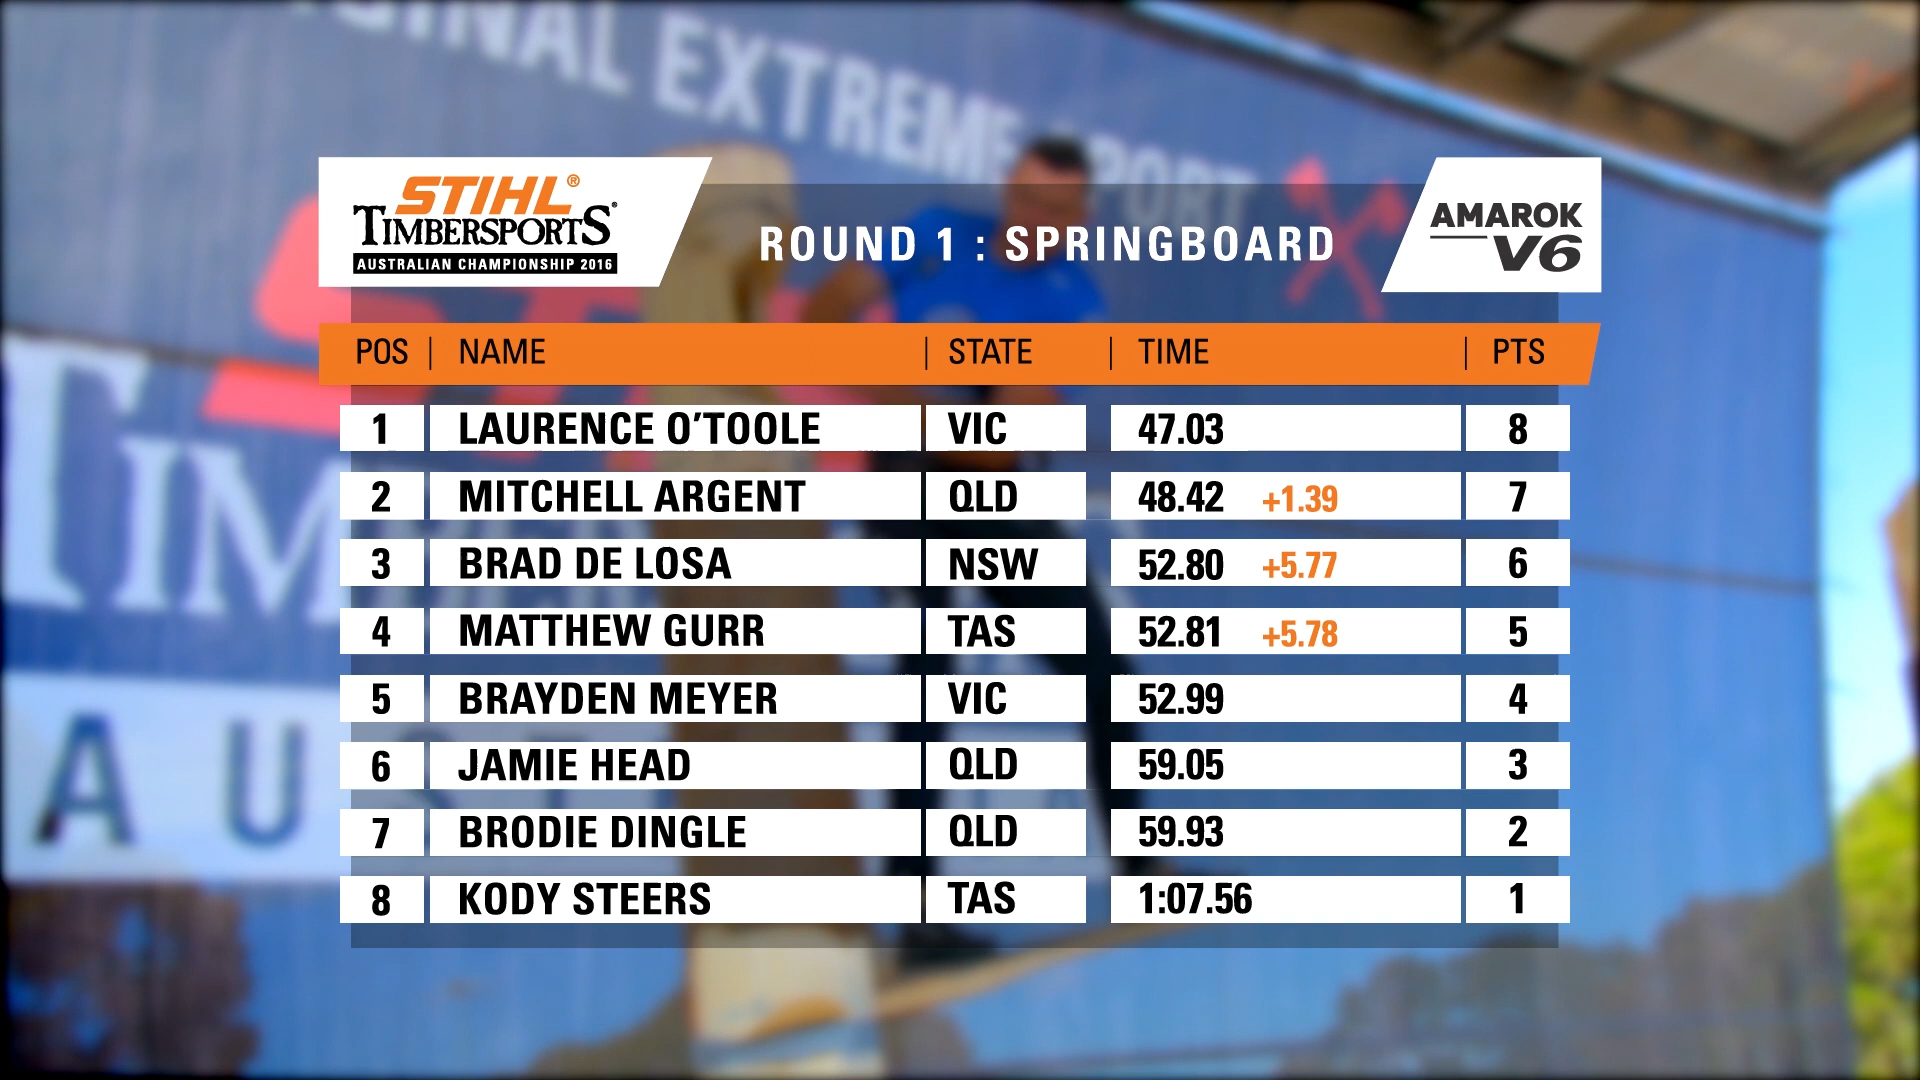 GINAL EXTREME SPORT
STIHL®
TIMBERSPORTS®
AUSTRALIAN CHAMPIONSHIP 2016
ROUND 1 : SPRINGBOARD
AMAROK
V6
POS | NAME | STATE | TIME | PTS
1 LAURENCE O'TOOLE VIC 47.03 8
2 MITCHELL ARGENT QLD 48.42 +1.39 7
3 BRAD DE LOSA NSW 52.80 +5.77 6
4 MATTHEW GURR TAS 52.81 +5.78 5
5 BRAYDEN MEYER VIC 52.99 4
6 JAMIE HEAD QLD 59.05 3
7 BRODIE DINGLE QLD 59.93 2
8 KODY STEERS TAS 1:07.56 1